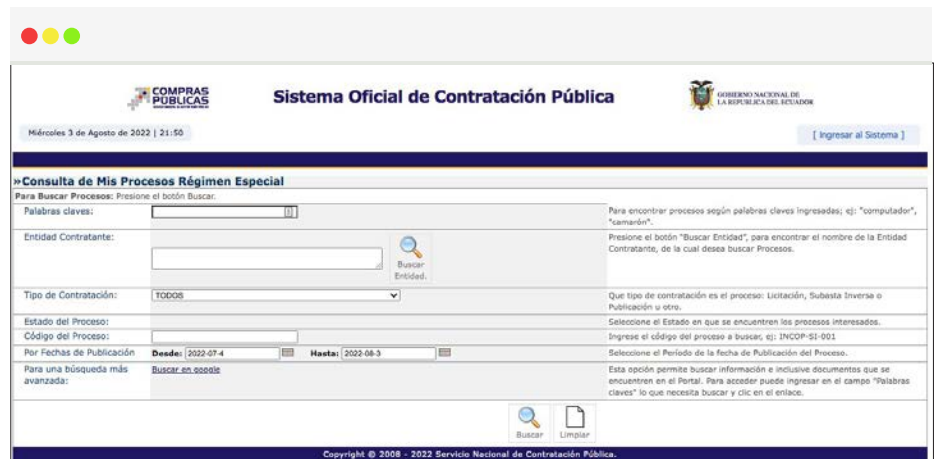 COMPRAS
PÚBLICAS
Sistema Oficial de Contratación Pública
GOBIERNO NACIONAL DE
LA REPUBLICA DEL ECUADOR
Miércoles 3 de Agosto de 2022 | 21:50
[ Ingresar al Sistema ]
»Consulta de Mis Procesos Régimen Especial
Para Buscar Procesos: Presione el botón Buscar.
Palabras claves:
Para encontrar procesos según palabras claves ingresadas; ej: "computador",
"camarón".
Entidad Contratante:
Buscar
Entidad.
Presione el botón "Buscar Entidad", para encontrar el nombre de la Entidad
Contratante, de la cual desea buscar Procesos.
Tipo de Contratación: TODOS
Que tipo de contratación es el proceso: Licitación, Subasta Inversa o
Publicación u otro.
Estado del Proceso: Seleccione el Estado en que se encuentren los procesos interesados.
Código del Proceso: Ingrese el código del proceso a buscar, ej: INCOP-SI-001
Por Fechas de Publicación Desde: 2022-07-4 Hasta: 2022-08-3 Seleccione el Período de la fecha de Publicación del Proceso.
Para una búsqueda más
avanzada:
Buscar en google
Esta opción permite buscar información e inclusive documentos que se
encuentren en el Portal. Para acceder puede ingresar en el campo "Palabras
claves" lo que necesita buscar y clic en el enlace.
Buscar Limpiar
Copyright © 2008 - 2022 Servicio Nacional de Contratación Pública.